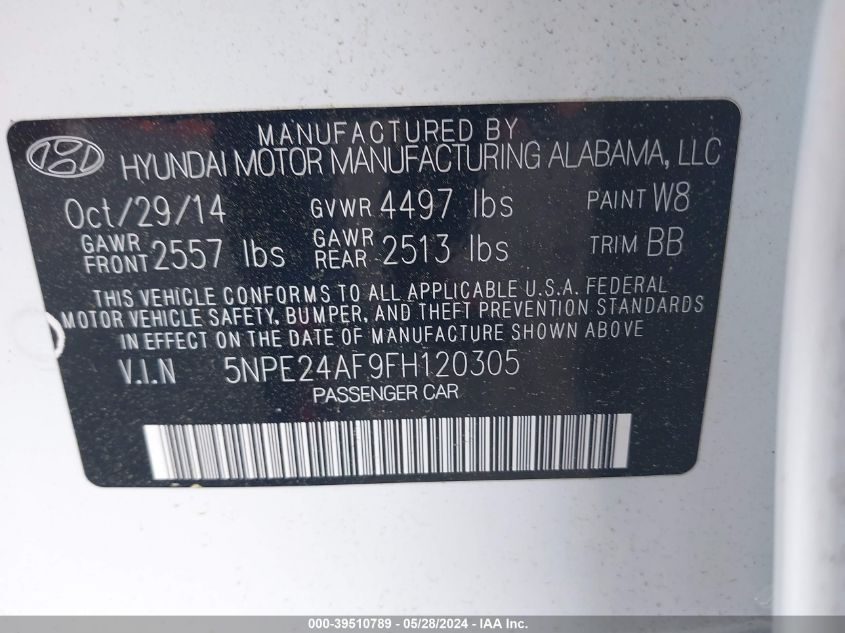 MANUFACTURED BY
HYUNDAI MOTOR MANUFACTURING ALABAMA, LLC
Oct/29/14 GVWR 4497 lbs PAINT W8
GAWR FRONT 2557 lbs GAWR REAR 2513 lbs TRIM BB
THIS VEHICLE CONFORMS TO ALL APPLICABLE U.S.A. FEDERAL
MOTOR VEHICLE SAFETY, BUMPER, AND THEFT PREVENTION STANDARDS
IN EFFECT ON THE DATE OF MANUFACTURE SHOWN ABOVE
V.I.N 5NPE24AF9FH120305
PASSENGER CAR
000-39510789 - 05/28/2024 - IAA Inc.